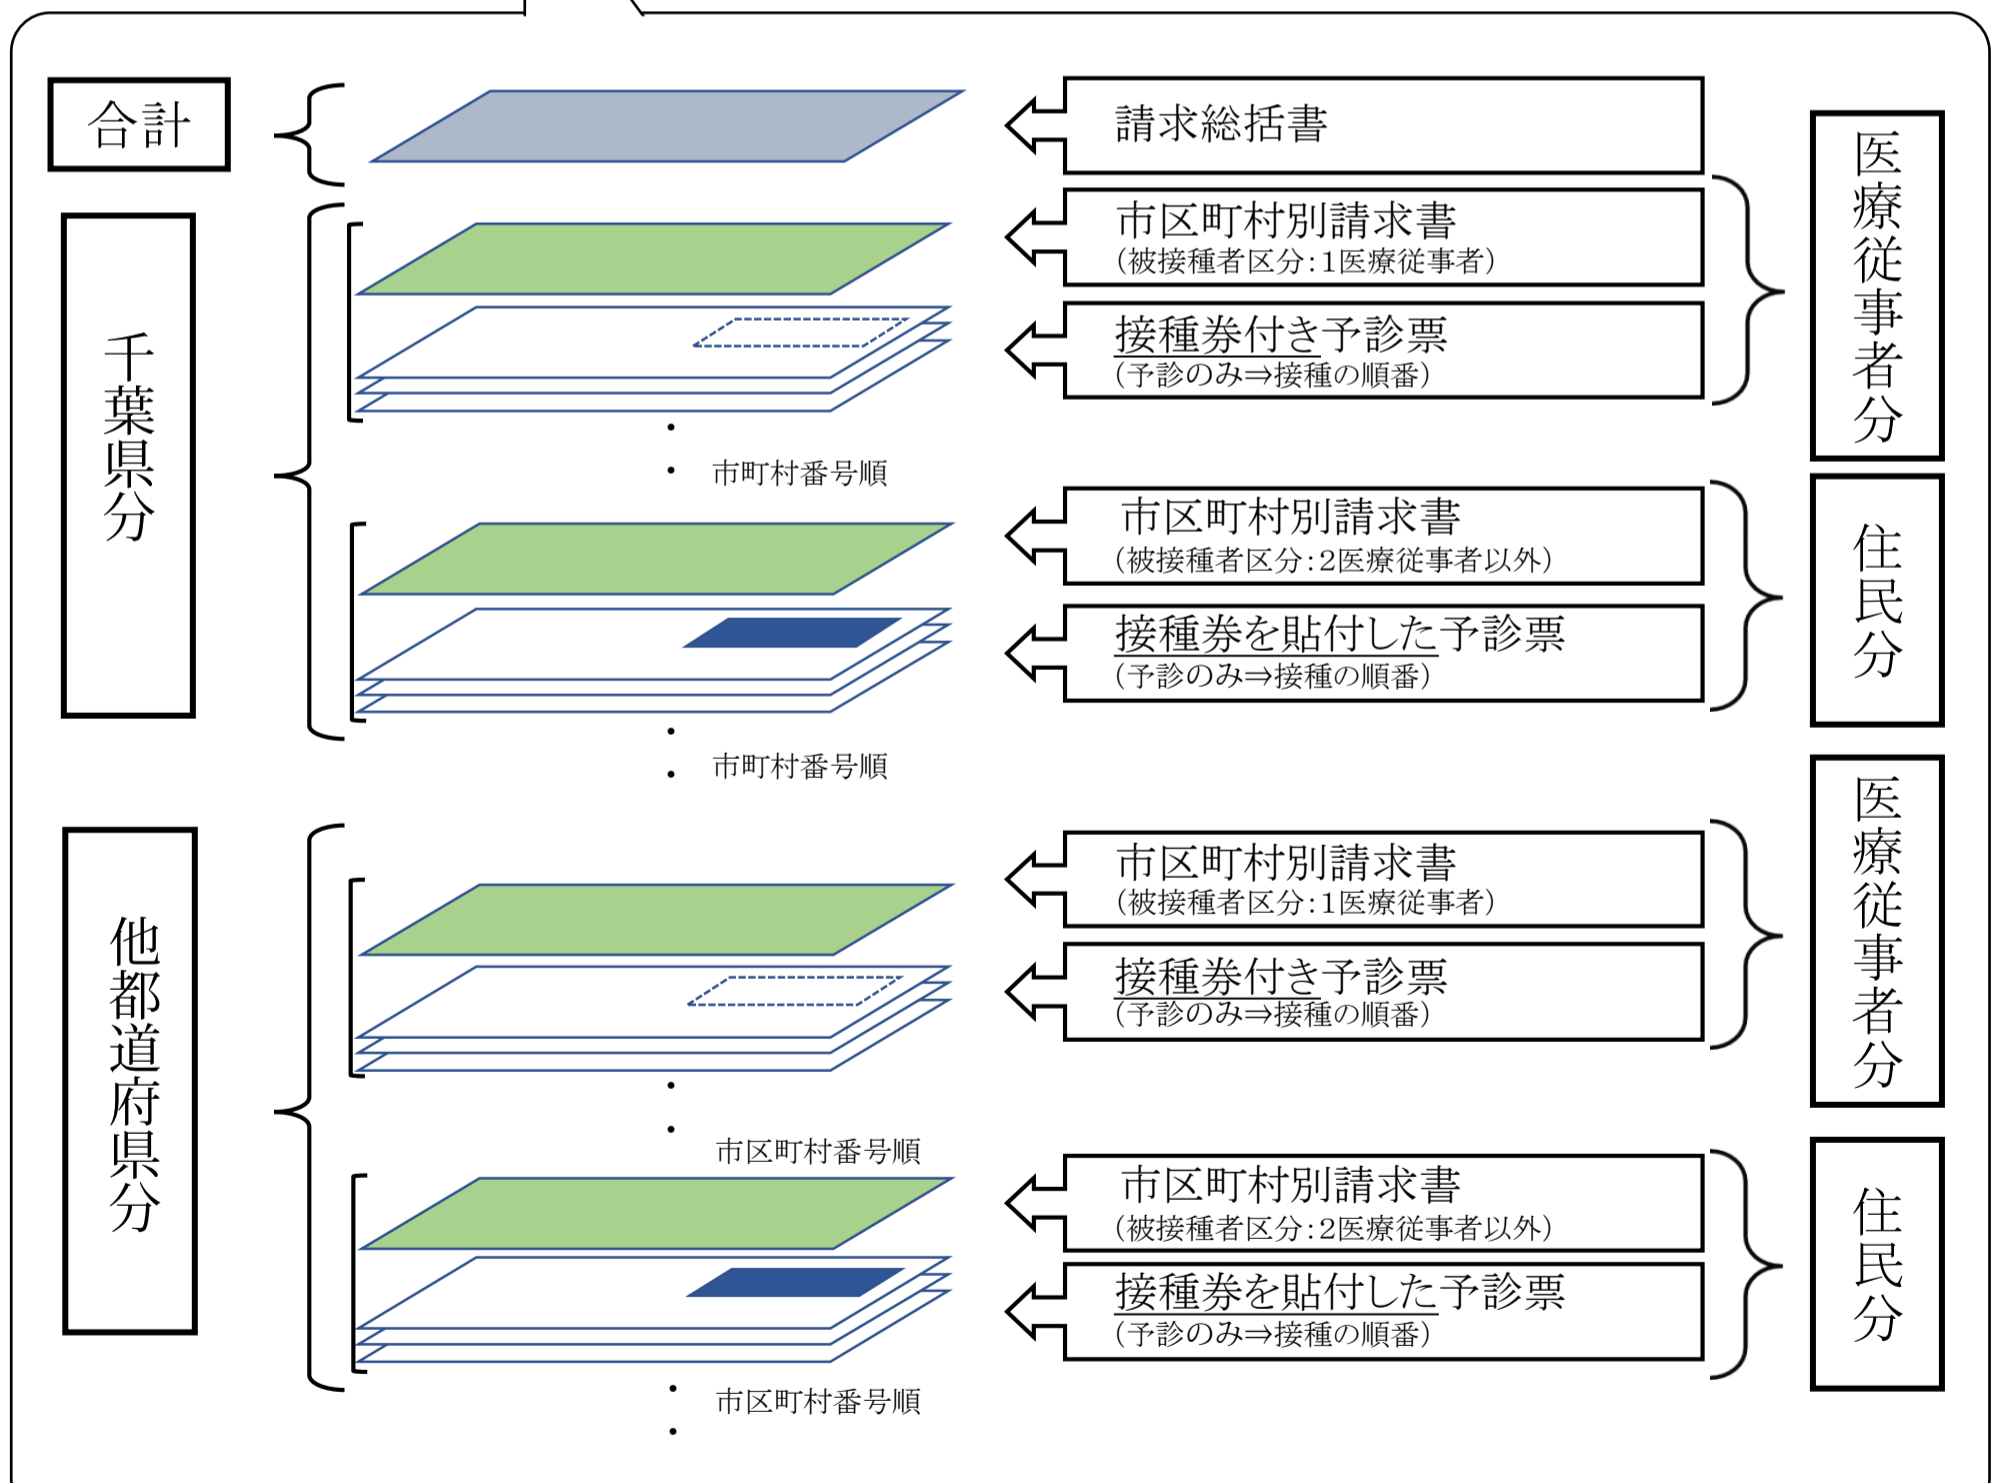 合計
請求総括書
千葉県分
市区町村別請求書
(被接種者区分:1医療従事者)
接種券付き予診票
(予診のみ⇒接種の順番)
医療従事者分
市町村番号順
市区町村別請求書
(被接種者区分:2医療従事者以外)
接種券を貼付した予診票
(予診のみ⇒接種の順番)
住民分
市町村番号順
他都道府県分
市区町村別請求書
(被接種者区分:1医療従事者)
接種券付き予診票
(予診のみ⇒接種の順番)
医療従事者分
市区町村番号順
市区町村別請求書
(被接種者区分:2医療従事者以外)
接種券を貼付した予診票
(予診のみ⇒接種の順番)
住民分
市区町村番号順